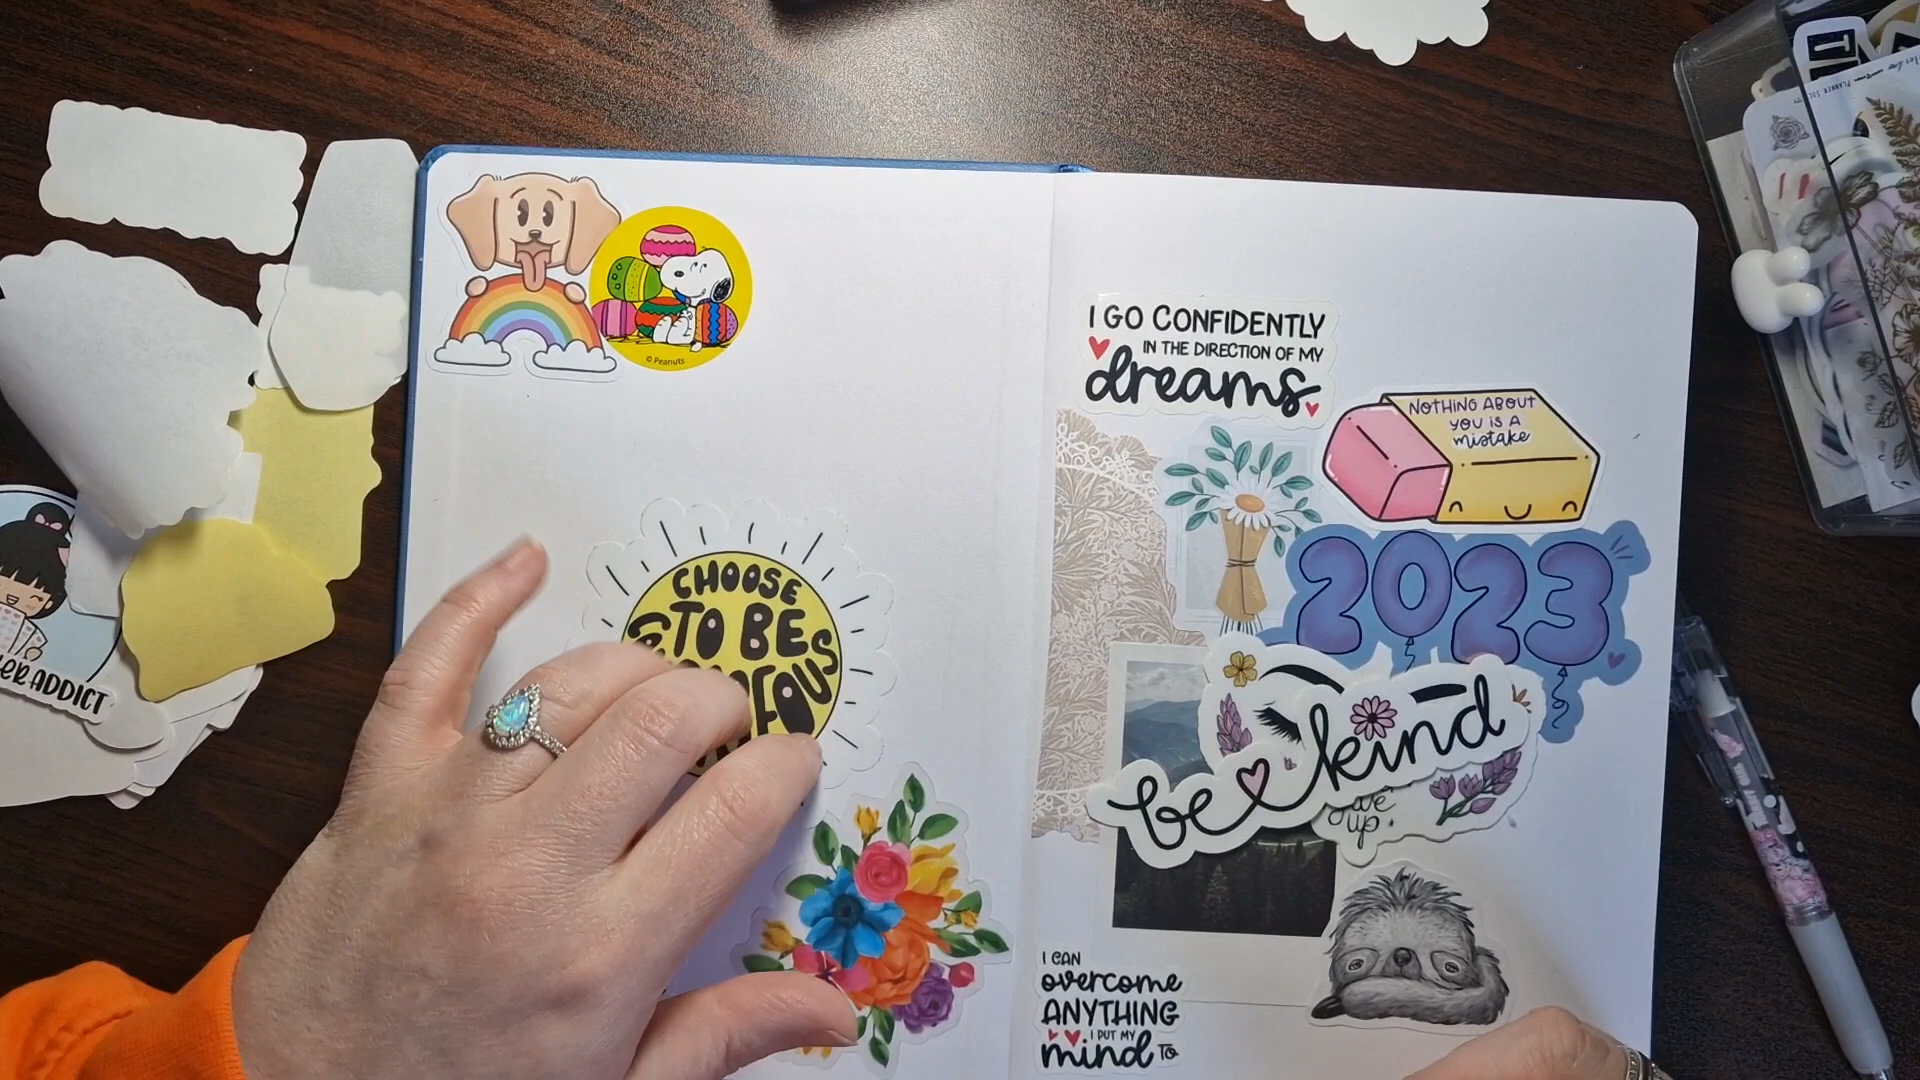 © Peanuts
CHOOSE
TO BE
I GO CONFIDENTLY
IN THE DIRECTION OF MY
dreams
NOTHING ABOUT
YOU IS A
mistake
2023
be kind
give
up.
I CAN
overcome
ANYTHING
I PUT MY
mind TO
ADDICT